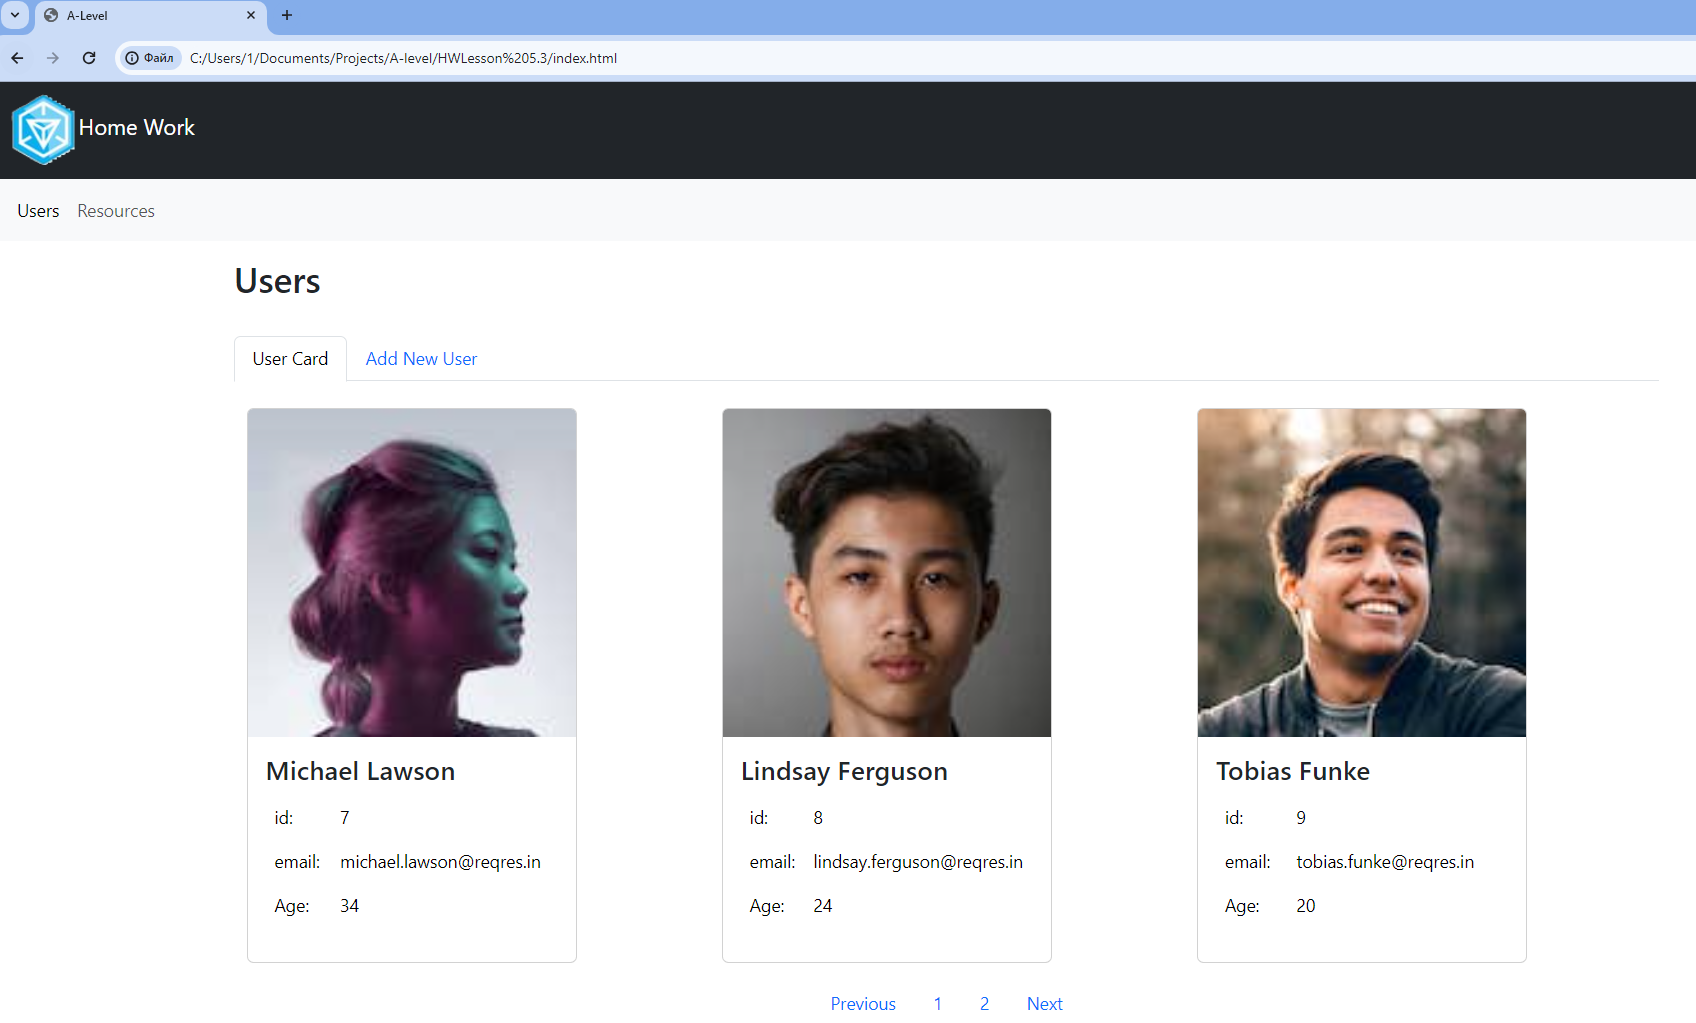 A-Level
Файл C:/Users/1/Documents/Projects/A-level/HWLesson%205.3/index.html
Home Work
Users Resources
Users
User Card Add New User
Michael Lawson
id: 7
email: michael.lawson@reqres.in
Age: 34
Lindsay Ferguson
id: 8
email: lindsay.ferguson@reqres.in
Age: 24
Tobias Funke
id: 9
email: tobias.funke@reqres.in
Age: 20
Previous 1 2 Next